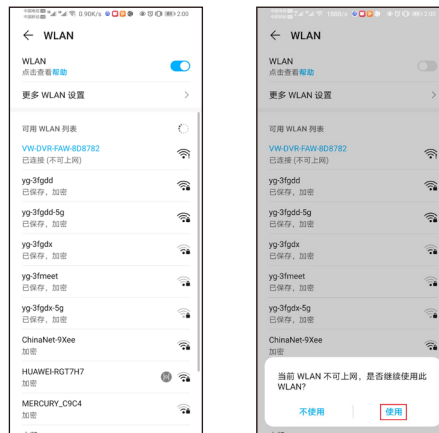 0.90K/s
2:00
WLAN
WLAN
点击查看帮助
更多 WLAN 设置
可用 WLAN 列表
VW-DVR-FAW-8D8782
已连接 (不可上网)
yg-3fgdd
已保存，加密
yg-3fgdd-5g
已保存，加密
yg-3fgdx
已保存，加密
yg-3fmeet
已保存，加密
yg-3fgdx-5g
已保存，加密
ChinaNet-9Xee
加密
HUAWEI-RGT7H7
加密
MERCURY_C9C4
加密
2:00
WLAN
WLAN
点击查看帮助
更多 WLAN 设置
可用 WLAN 列表
VW-DVR-FAW-8D8782
已连接 (不可上网)
yg-3fgdd
已保存，加密
yg-3fgdd-5g
已保存，加密
yg-3fgdx
已保存，加密
yg-3fmeet
已保存，加密
yg-3fgdx-5g
已保存，加密
ChinaNet-9Xee
加密
当前 WLAN 不可上网，是否继续使用此
WLAN?
不使用
使用